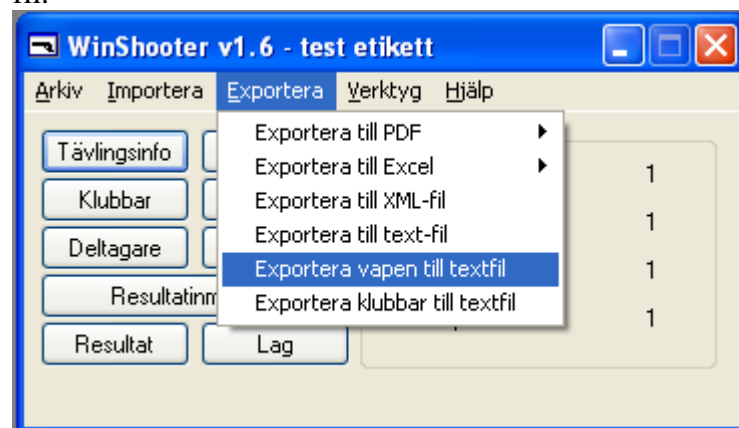 WinShooter v1.6 - test etikett
Arkiv Importera Exportera Verktyg Hjälp
Exportera till PDF
Tävlingsinfo
Exportera till Excel
1
Klubbar
Exportera till XML-fil
1
Exportera till text-fil
Deltagare
Exportera vapen till textfil
1
Resultatinm
Exportera klubbar till textfil
1
Resultat Lag